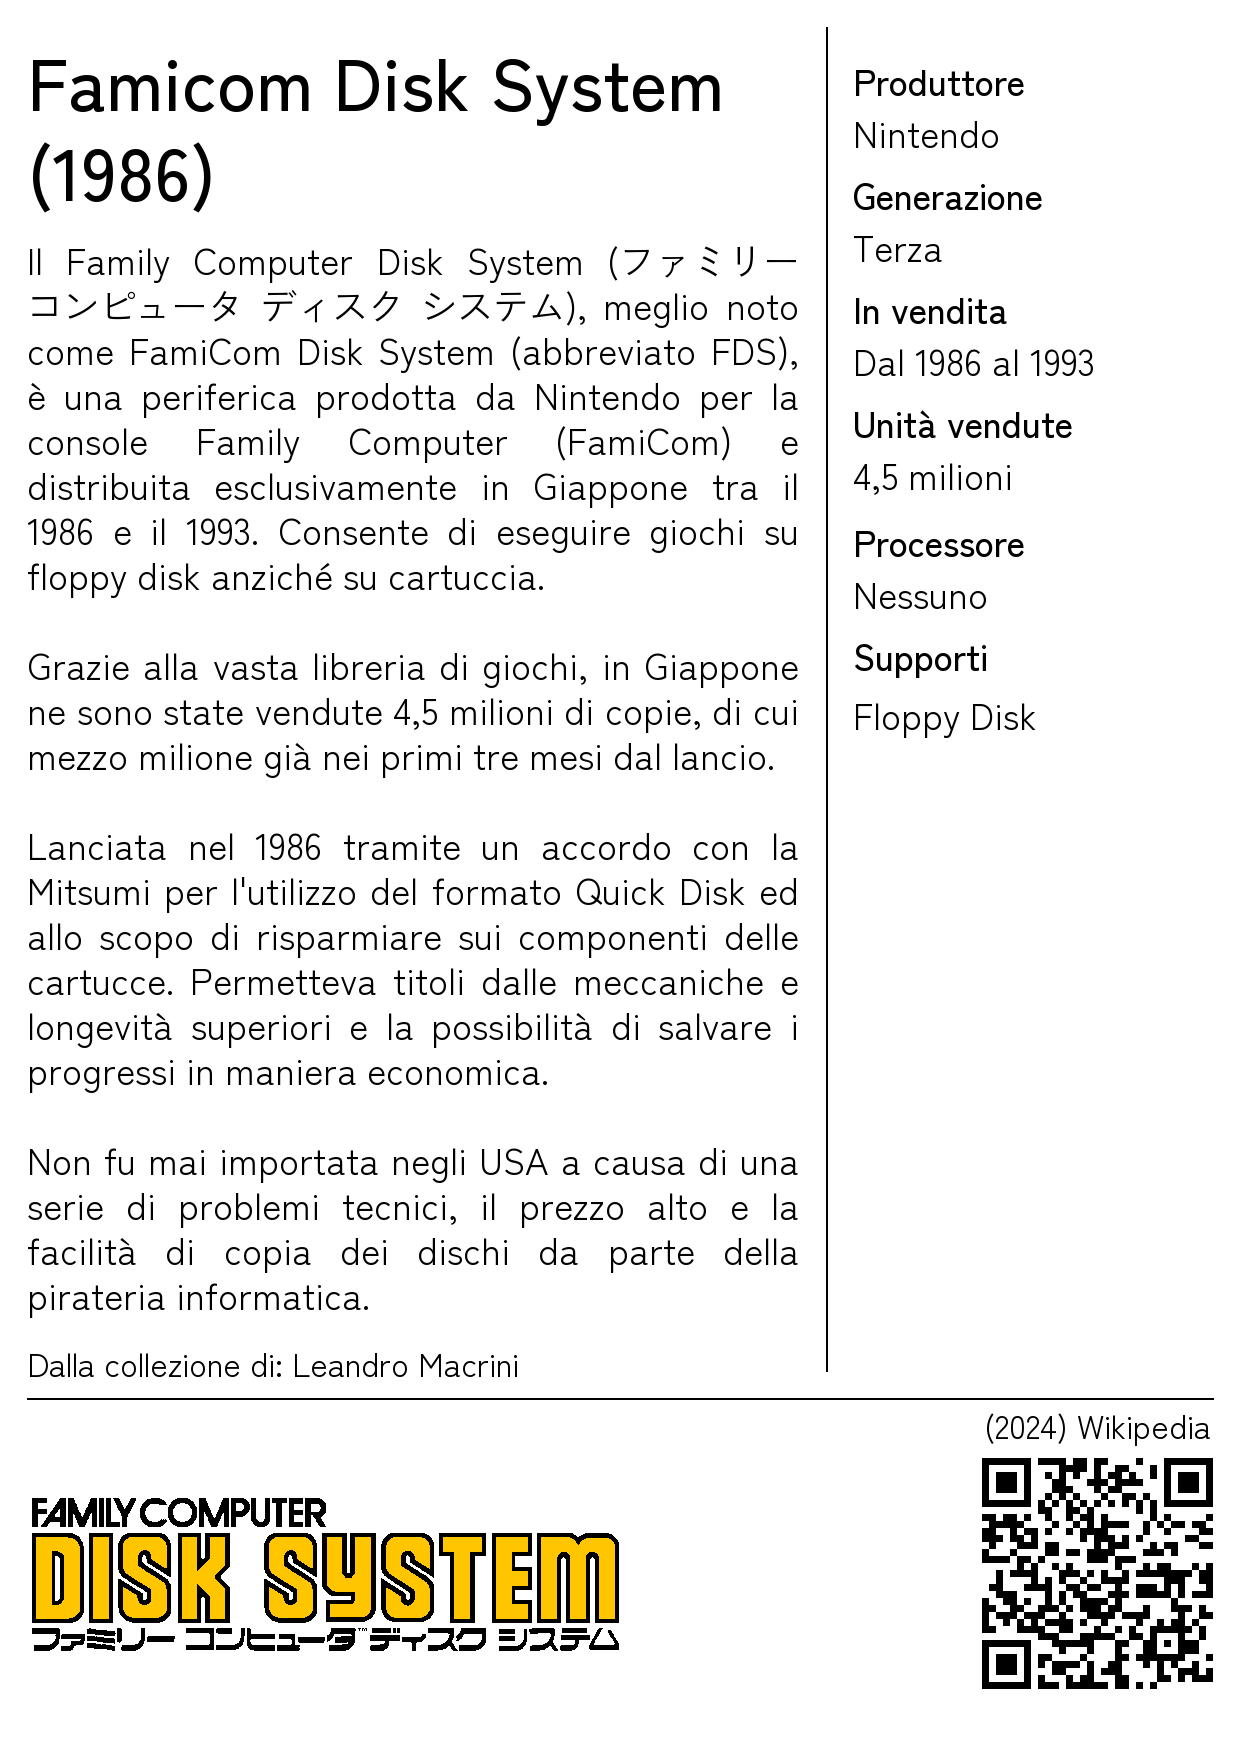 Famicom Disk System
(1986)
Il Family Computer Disk System (ファミリー
コンピュータ ディスク システム), meglio noto
come FamiCom Disk System (abbreviato FDS),
è una periferica prodotta da Nintendo per la
console Family Computer (FamiCom) e
distribuita esclusivamente in Giappone tra il
1986 e il 1993. Consente di eseguire giochi su
floppy disk anziché su cartuccia.
Grazie alla vasta libreria di giochi, in Giappone
ne sono state vendute 4,5 milioni di copie, di cui
mezzo milione già nei primi tre mesi dal lancio.
Lanciata nel 1986 tramite un accordo con la
Mitsumi per l'utilizzo del formato Quick Disk ed
allo scopo di risparmiare sui componenti delle
cartucce. Permetteva titoli dalle meccaniche e
longevità superiori e la possibilità di salvare i
progressi in maniera economica.
Non fu mai importata negli USA a causa di una
serie di problemi tecnici, il prezzo alto e la
facilità di copia dei dischi da parte della
pirateria informatica.
Dalla collezione di: Leandro Macrini
Produttore
Nintendo
Generazione
Terza
In vendita
Dal 1986 al 1993
Unità vendute
4,5 milioni
Processore
Nessuno
Supporti
Floppy Disk
(2024) Wikipedia
FAMILY COMPUTER
DISK SYSTEM
ファミリー コンピュータ™ ディスク システム